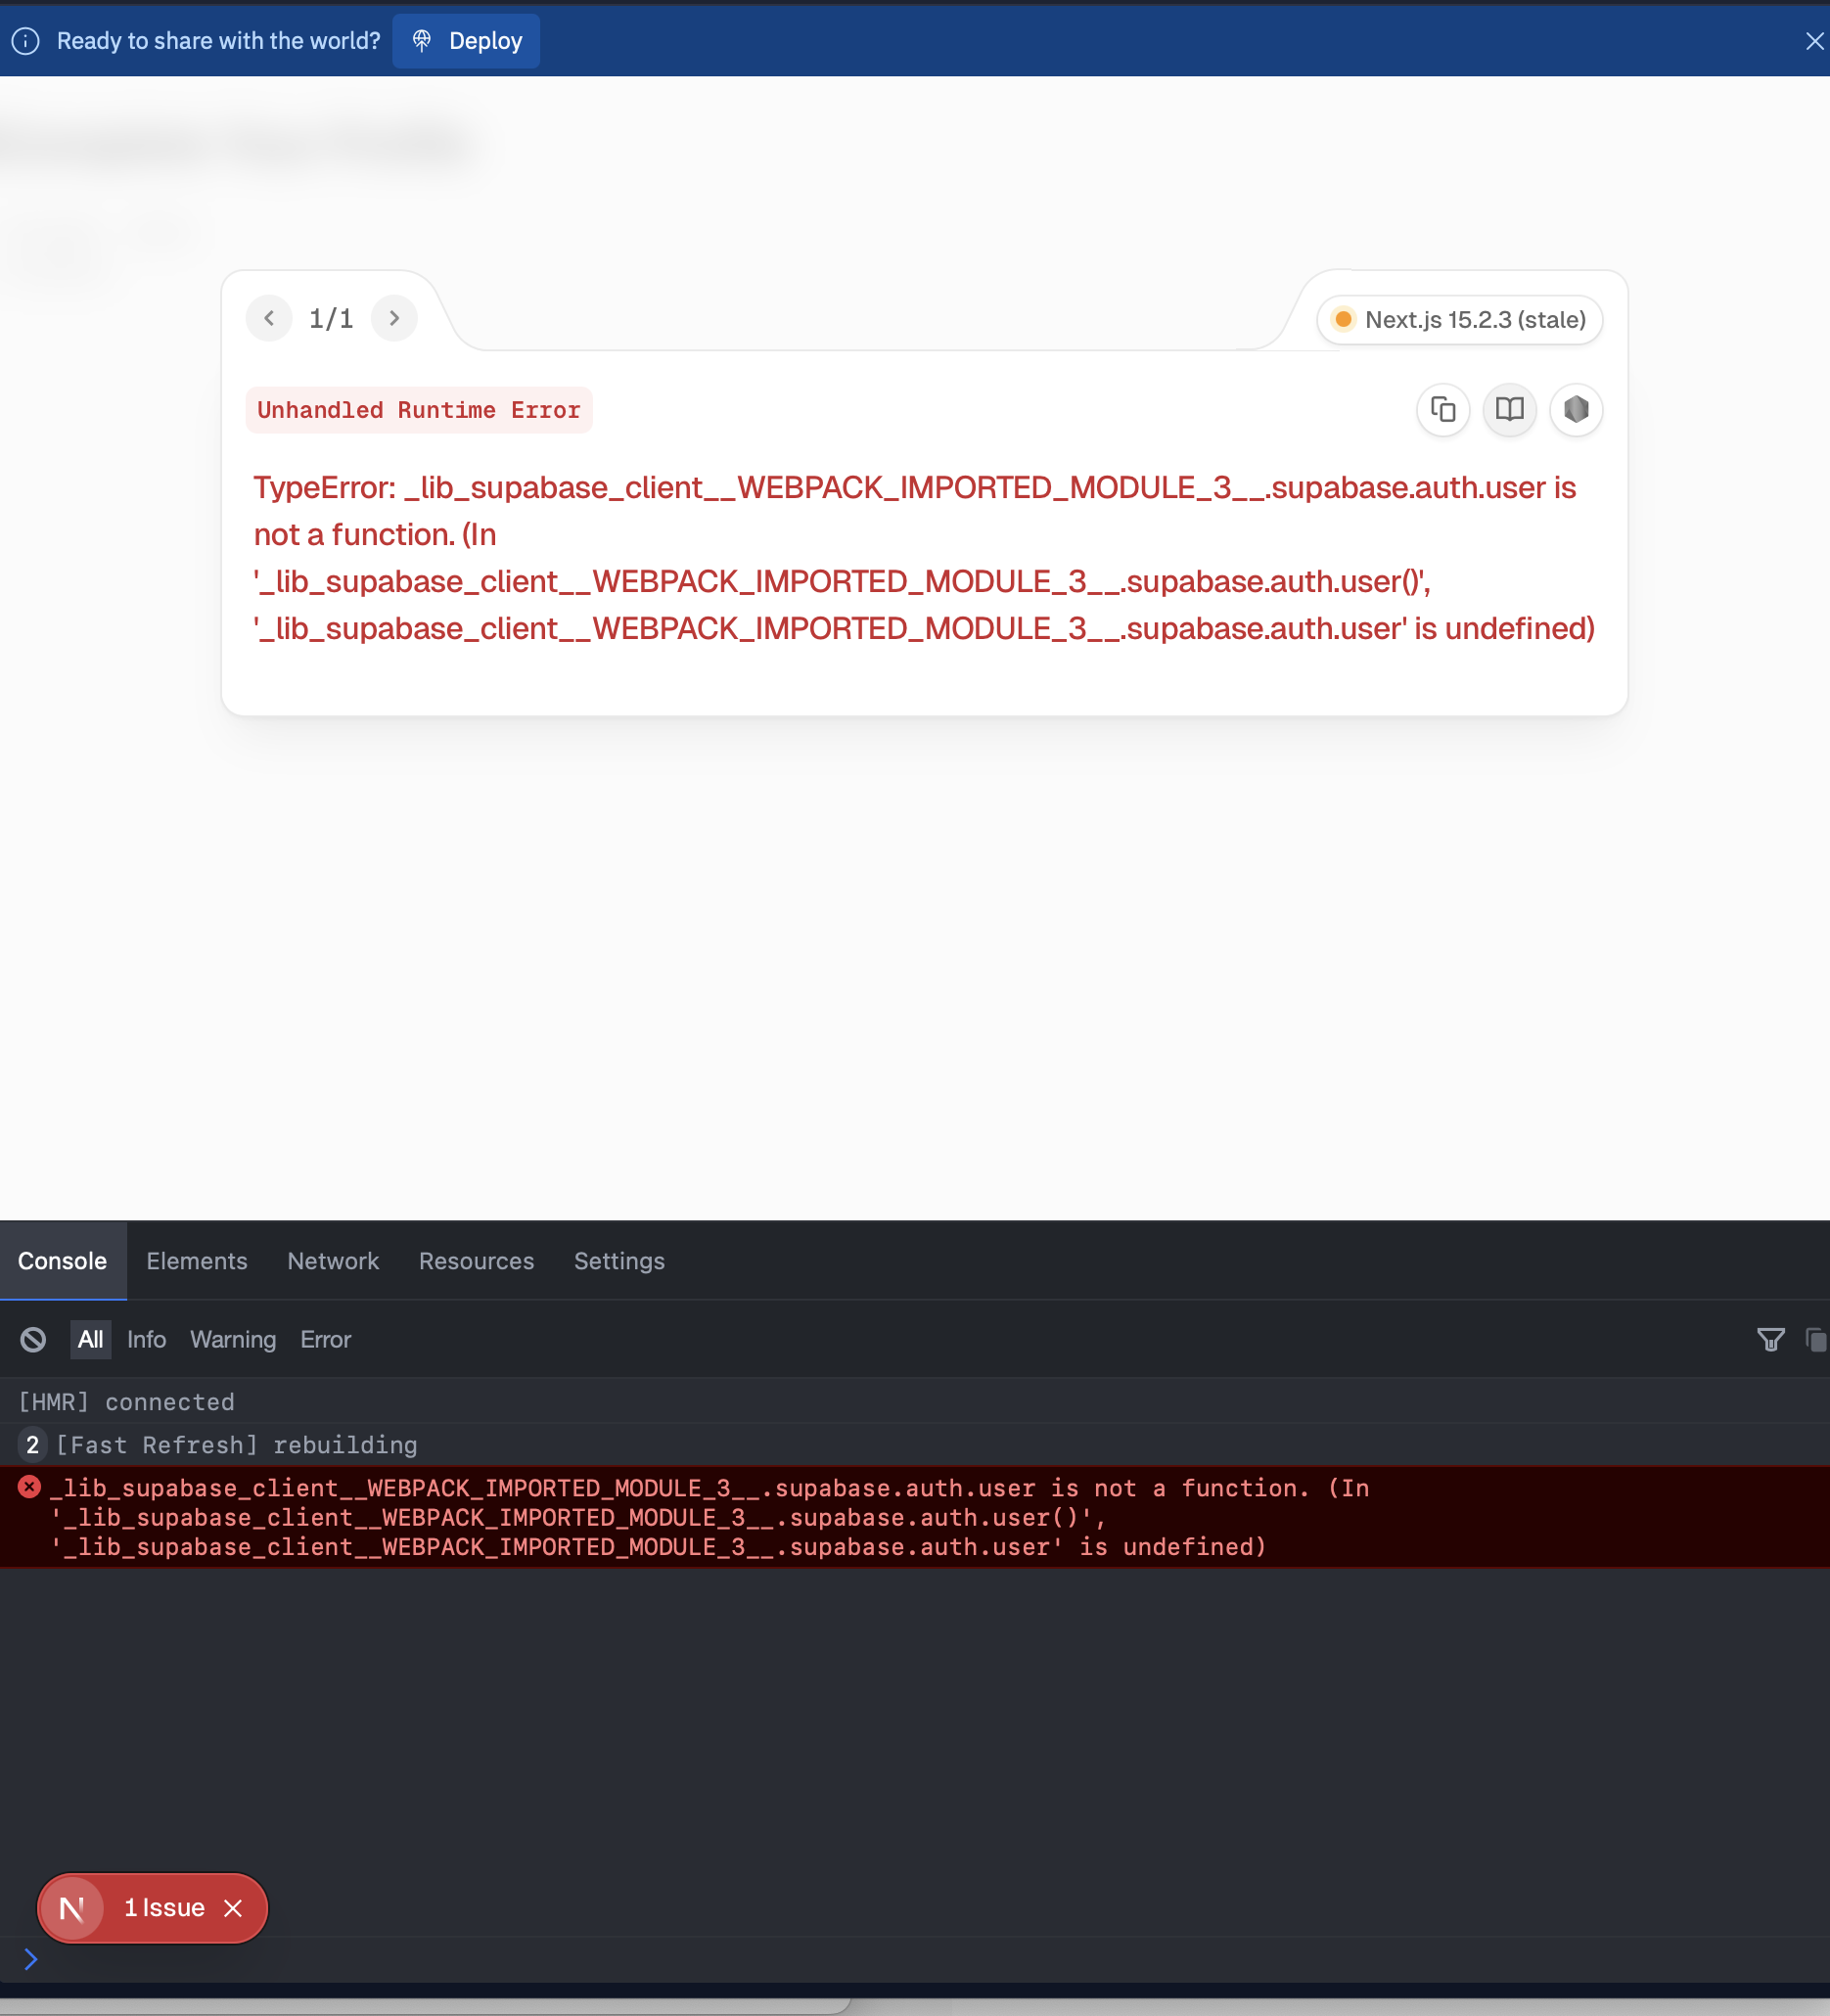 Ready to share with the world?
Deploy
1/1
Next.js 15.2.3 (stale)
Unhandled Runtime Error
TypeError: _lib_supabase_client__WEBPACK_IMPORTED_MODULE_3__.supabase.auth.user is
not a function. (In
'_lib_supabase_client__WEBPACK_IMPORTED_MODULE_3__.supabase.auth.user()',
'_lib_supabase_client__WEBPACK_IMPORTED_MODULE_3__.supabase.auth.user' is undefined)
Console Elements Network Resources Settings
All Info Warning Error
[HMR] connected
2 [Fast Refresh] rebuilding
_lib_supabase_client__WEBPACK_IMPORTED_MODULE_3__.supabase.auth.user is not a function. (In
'_lib_supabase_client__WEBPACK_IMPORTED_MODULE_3__.supabase.auth.user()',
'_lib_supabase_client__WEBPACK_IMPORTED_MODULE_3__.supabase.auth.user' is undefined)
N 1 Issue